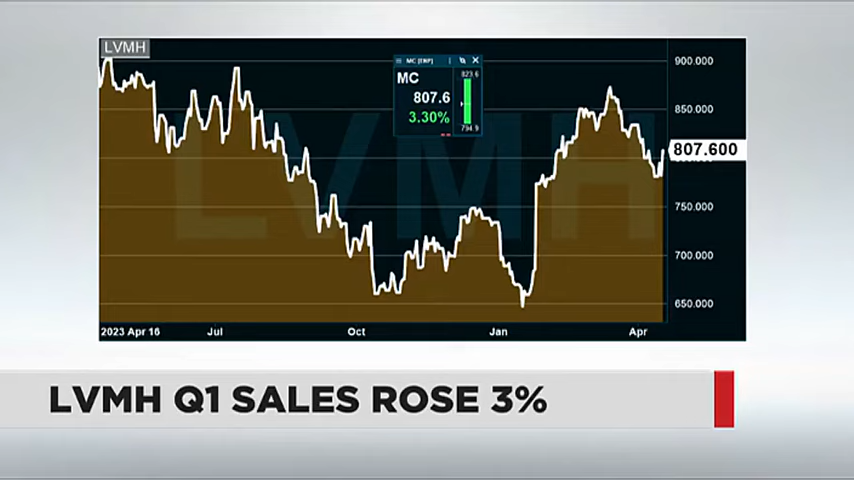 LVMH
MC (ENP)
MC
807.6
3.30%
823.6
794.9
900.000
850.000
807.600
750.000
700.000
650.000
LVMH
2023 Apr 16 Jul Oct Jan Apr
LVMH Q1 SALES ROSE 3%